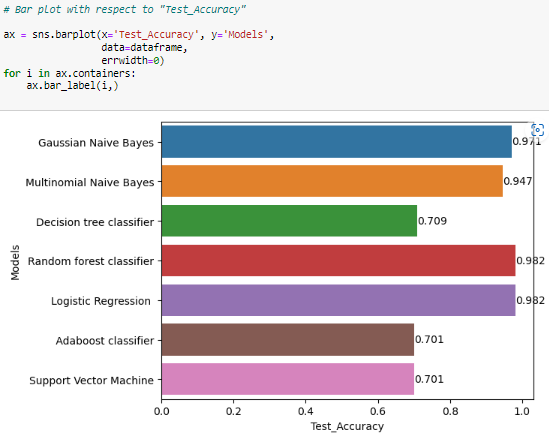 # Bar plot with respect to "Test_Accuracy"
ax = sns.barplot(x='Test_Accuracy', y='Models',
data=dataframe,
errwidth=0)
for i in ax.containers:
ax.bar_label(i,)
Gaussian Naive Bayes 0.971
Multinomial Naive Bayes 0.947
Decision tree classifier 0.709
Random forest classifier 0.982
Logistic Regression 0.982
Adaboost classifier 0.701
Support Vector Machine 0.701
Models
0.0 0.2 0.4 0.6 0.8 1.0
Test_Accuracy